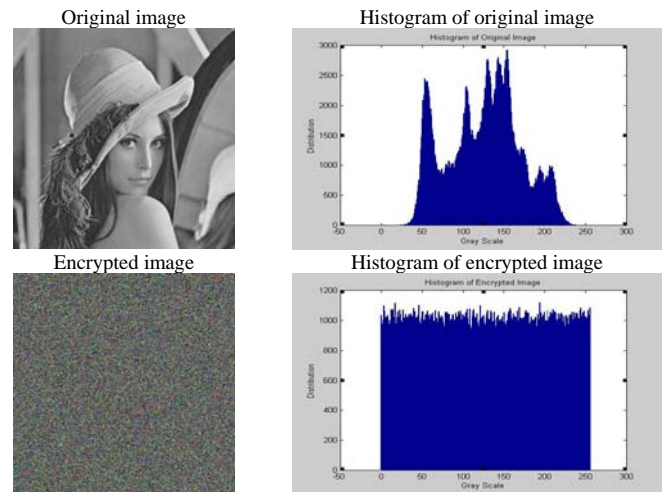 Original image
Histogram of original image
Histogram of Original Image
3000
2500
2000
1500
1000
500
0
Distribution
-50 0 50 100 150 200 250 300
Gray Scale
Encrypted image
Histogram of encrypted image
Histogram of Encrypted Image
1200
1000
800
600
400
200
0
Distribution
-50 0 50 100 150 200 250 300
Gray Scale